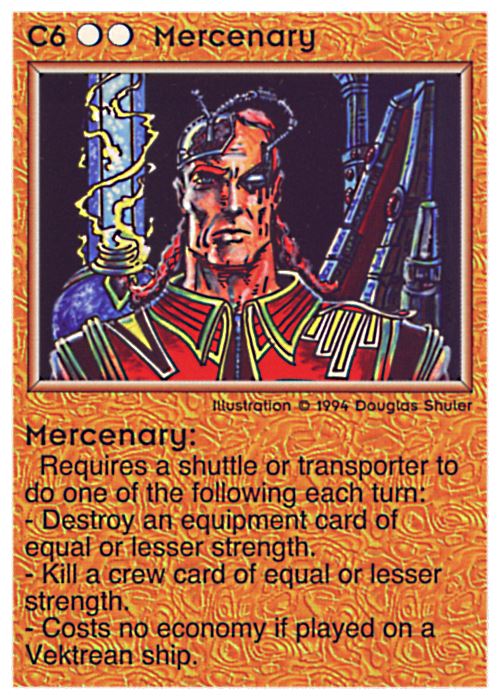 C6 Mercenary
Illustration © 1994 Douglas Shuler
Mercenary:
Requires a shuttle or transporter to
do one of the following each turn:
- Destroy an equipment card of
equal or lesser strength.
- Kill a crew card of equal or lesser
strength.
- Costs no economy if played on a
Vektrean ship.